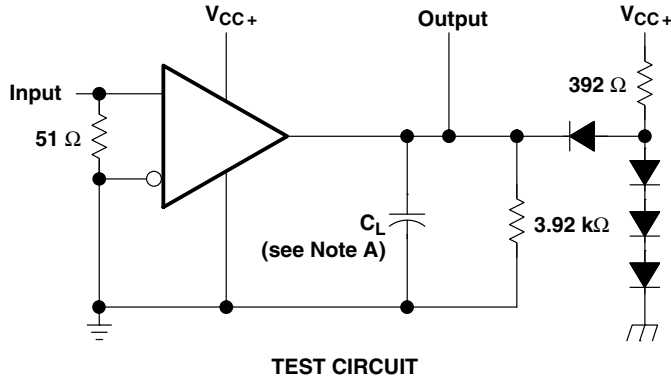 VCC+
Output
VCC+
Input
392 Ω
51 Ω
CL
(see Note A)
3.92 kΩ
TEST CIRCUIT